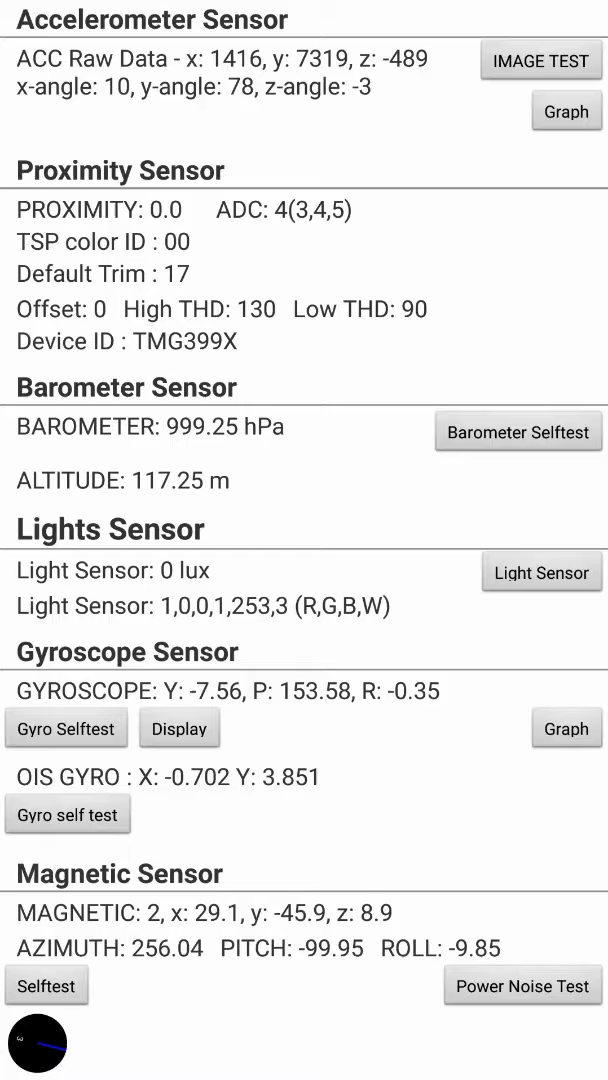 Accelerometer Sensor
ACC Raw Data - x: 1416, y: 7319, z: -489
IMAGE TEST
x-angle: 10, y-angle: 78, z-angle: -3
Graph
Proximity Sensor
PROXIMITY: 0.0 ADC: 4(3,4,5)
TSP color ID : 00
Default Trim : 17
Offset: 0 High THD: 130 Low THD: 90
Device ID : TMG399X
Barometer Sensor
BAROMETER: 999.25 hPa
Barometer Selftest
ALTITUDE: 117.25 m
Lights Sensor
Light Sensor: 0 lux
Light Sensor
Light Sensor: 1,0,0,1,253,3 (R,G,B,W)
Gyroscope Sensor
GYROSCOPE: Y: -7.56, P: 153.58, R: -0.35
Gyro Selftest Display Graph
OIS GYRO : X: -0.702 Y: 3.851
Gyro self test
Magnetic Sensor
MAGNETIC: 2, x: 29.1, y: -45.9, z: 8.9
AZIMUTH: 256.04 PITCH: -99.95 ROLL: -9.85
Selftest Power Noise Test
3